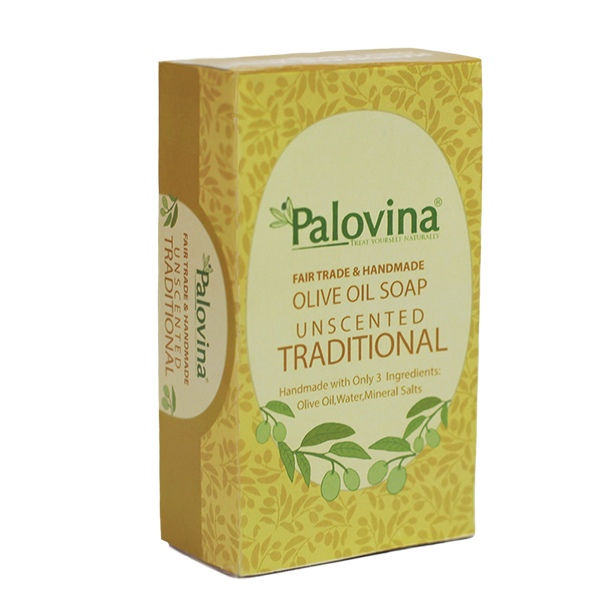 Palovina®
TREAT YOURSELF NATURALLY
FAIR TRADE & HANDMADE
OLIVE OIL SOAP
UNSCENTED
TRADITIONAL
Handmade with Only 3 Ingredients:
Olive Oil,Water,Mineral Salts
Palovina®
FAIR TRADE & HANDMADE
UNSCENTED
TRADITIONAL